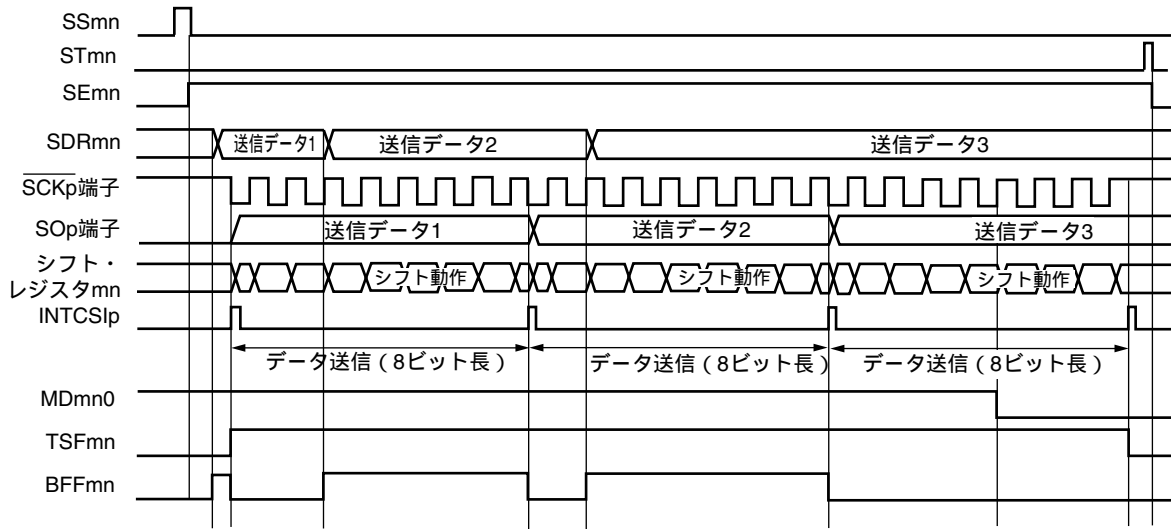 SSmn
STmn
SEmn
SDRmn 送信データ1 送信データ2 送信データ3
SCKp端子
SOp端子 送信データ1 送信データ2 送信データ3
シフト・
レジスタmn シフト動作 シフト動作 シフト動作
INTCSIp
データ送信(8ビット長) データ送信(8ビット長) データ送信(8ビット長)
MDmn0
TSFmn
BFFmn